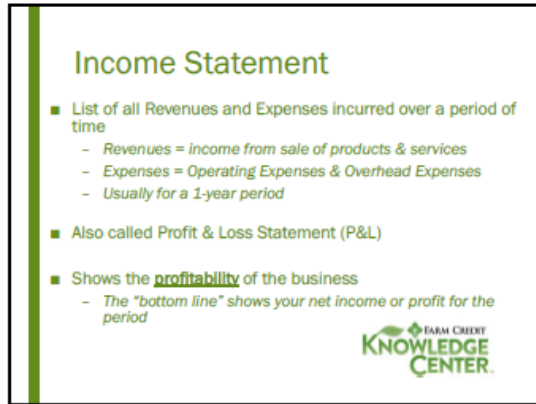 Income Statement
■ List of all Revenues and Expenses incurred over a period of
time
– Revenues = income from sale of products & services
– Expenses = Operating Expenses & Overhead Expenses
– Usually for a 1-year period
■ Also called Profit & Loss Statement (P&L)
■ Shows the profitability of the business
– The “bottom line” shows your net income or profit for the
period
FARM CREDIT
KNOWLEDGE
CENTER